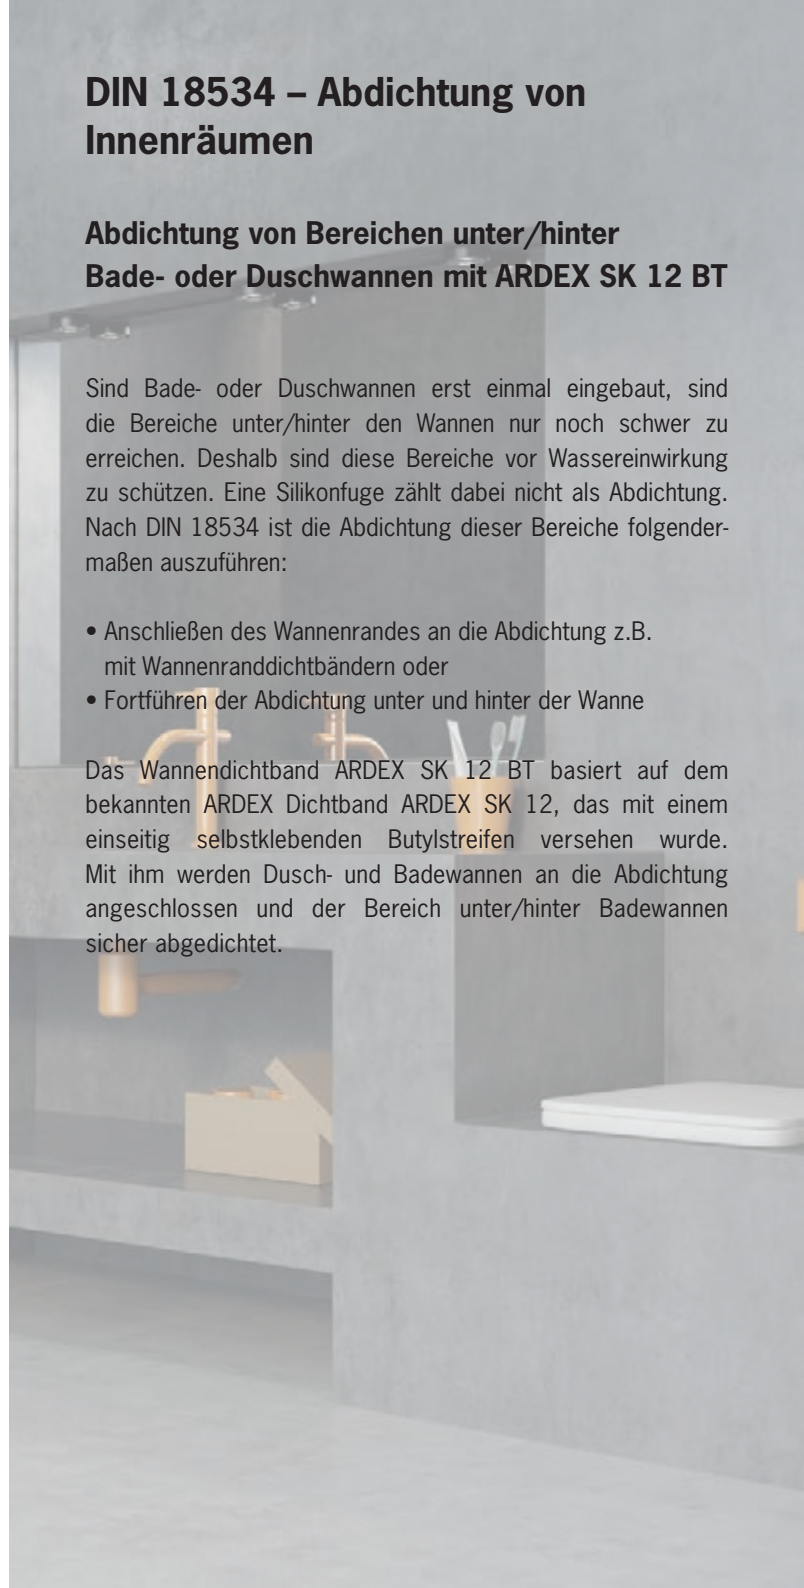 DIN 18534 – Abdichtung von
Innenräumen
Abdichtung von Bereichen unter/hinter
Bade- oder Duschwannen mit ARDEX SK 12 BT
Sind Bade- oder Duschwannen erst einmal eingebaut, sind
die Bereiche unter/hinter den Wannen nur noch schwer zu
erreichen. Deshalb sind diese Bereiche vor Wassereinwirkung
zu schützen. Eine Silikonfuge zählt dabei nicht als Abdichtung.
Nach DIN 18534 ist die Abdichtung dieser Bereiche folgender-
maßen auszuführen:
• Anschließen des Wannenrandes an die Abdichtung z.B.
mit Wannenranddichtbändern oder
• Fortführen der Abdichtung unter und hinter der Wanne
Das Wannendichtband ARDEX SK 12 BT basiert auf dem
bekannten ARDEX Dichtband ARDEX SK 12, das mit einem
einseitig selbstklebenden Butylstreifen versehen wurde.
Mit ihm werden Dusch- und Badewannen an die Abdichtung
angeschlossen und der Bereich unter/hinter Badewannen
sicher abgedichtet.